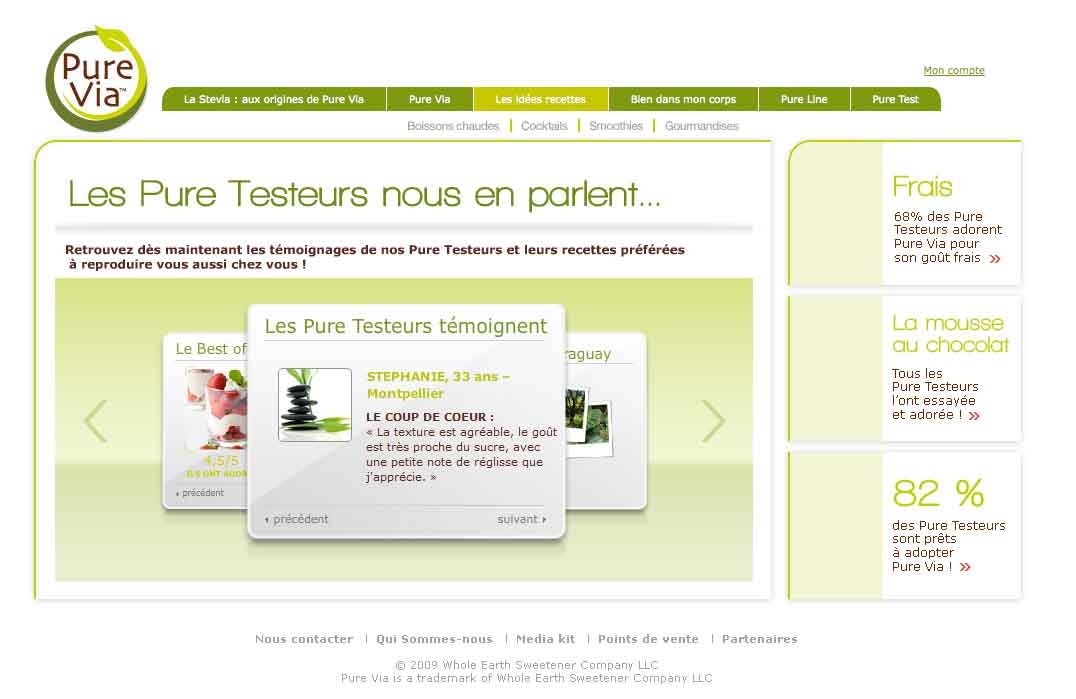 Pure
Via™
Mon compte
La Stevia : aux origines de Pure Via
Pure Via
Les idées recettes
Bien dans mon corps
Pure Line
Pure Test
Boissons chaudes
Cocktails
Smoothies
Gourmandises
Les Pure Testeurs nous en parlent...
Retrouvez dès maintenant les témoignages de nos Pure Testeurs et leurs recettes préférées
à reproduire vous aussi chez vous !
Le Best of
4,5/5
ILS ONT
‹ précédent
Les Pure Testeurs témoignent
STEPHANIE, 33 ans –
Montpellier
LE COUP DE COEUR :
« La texture est agréable, le goût
est très proche du sucre, avec
une petite note de réglisse que
j’apprécie. »
‹ précédent
suivant ›
raguay
Frais
68% des Pure
Testeurs adorent
Pure Via pour
son goût frais »
La mousse
au chocolat
Tous les
Pure Testeurs
l’ont essayée
et adorée ! »
82 %
des Pure Testeurs
sont prêts
à adopter
Pure Via ! »
Nous contacter | Qui Sommes-nous | Media kit | Points de vente | Partenaires
© 2009 Whole Earth Sweetener Company LLC
Pure Via is a trademark of Whole Earth Sweetener Company LLC